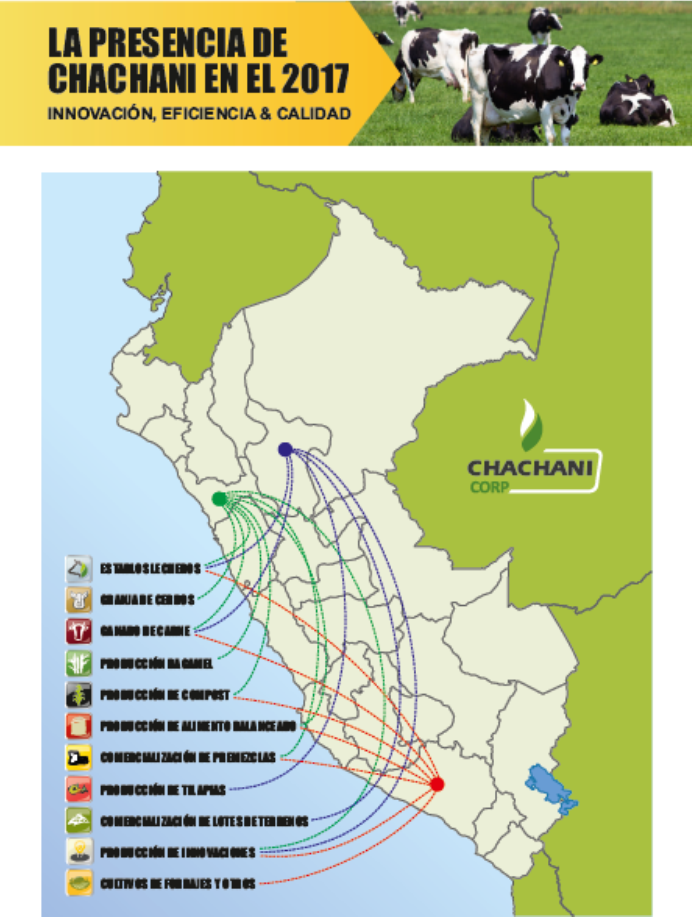 LA PRESENCIA DE
CHACHANI EN EL 2017
INNOVACIÓN, EFICIENCIA & CALIDAD
CHACHANI
CORP
ESTABLOS LECHEROS
GRANJA DE CERDOS
GANADO DE CARNE
PRODUCCIÓN BAGAMEL
PRODUCCIÓN DE COMPOST
PRODUCCIÓN DE ALIMENTO BALANCEADO
COMERCIALIZACIÓN DE PREMEZCLAS
PRODUCCIÓN DE TILAPIAS
COMERCIALIZACIÓN DE LOTES DE TERRENOS
PRODUCCIÓN DE INNOVACIONES
CULTIVOS DE FORRAJES Y OTROS